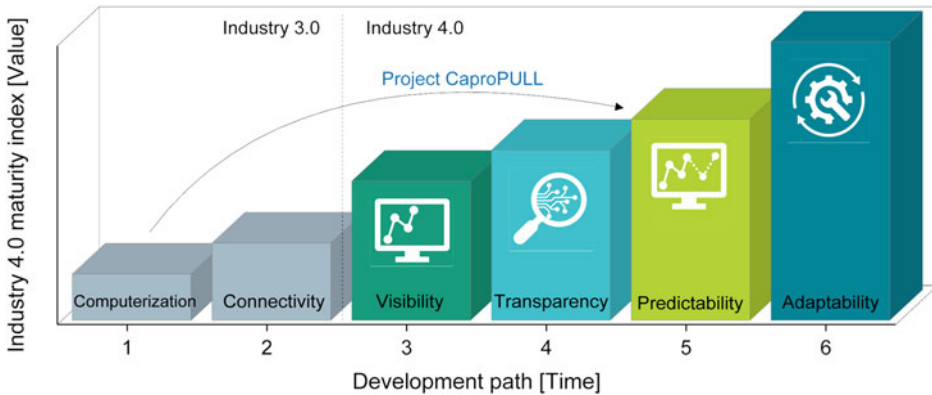 Industry 3.0
Industry 4.0
Project CaproPULL
Industry 4.0 maturity index [Value]
Computerization
Connectivity
Visibility
Transparency
Predictability
Adaptability
1
2
3
4
5
6
Development path [Time]